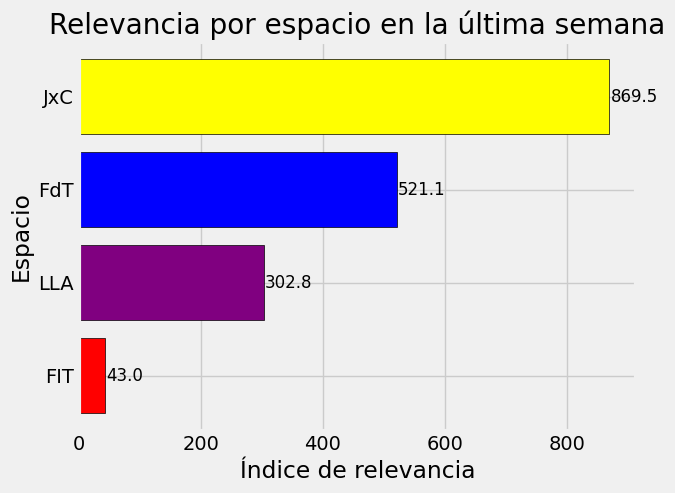 Relevancia por espacio en la última semana
JxC
869.5
FdT
521.1
LLA
302.8
FIT
43.0
Espacio
0 200 400 600 800
Índice de relevancia